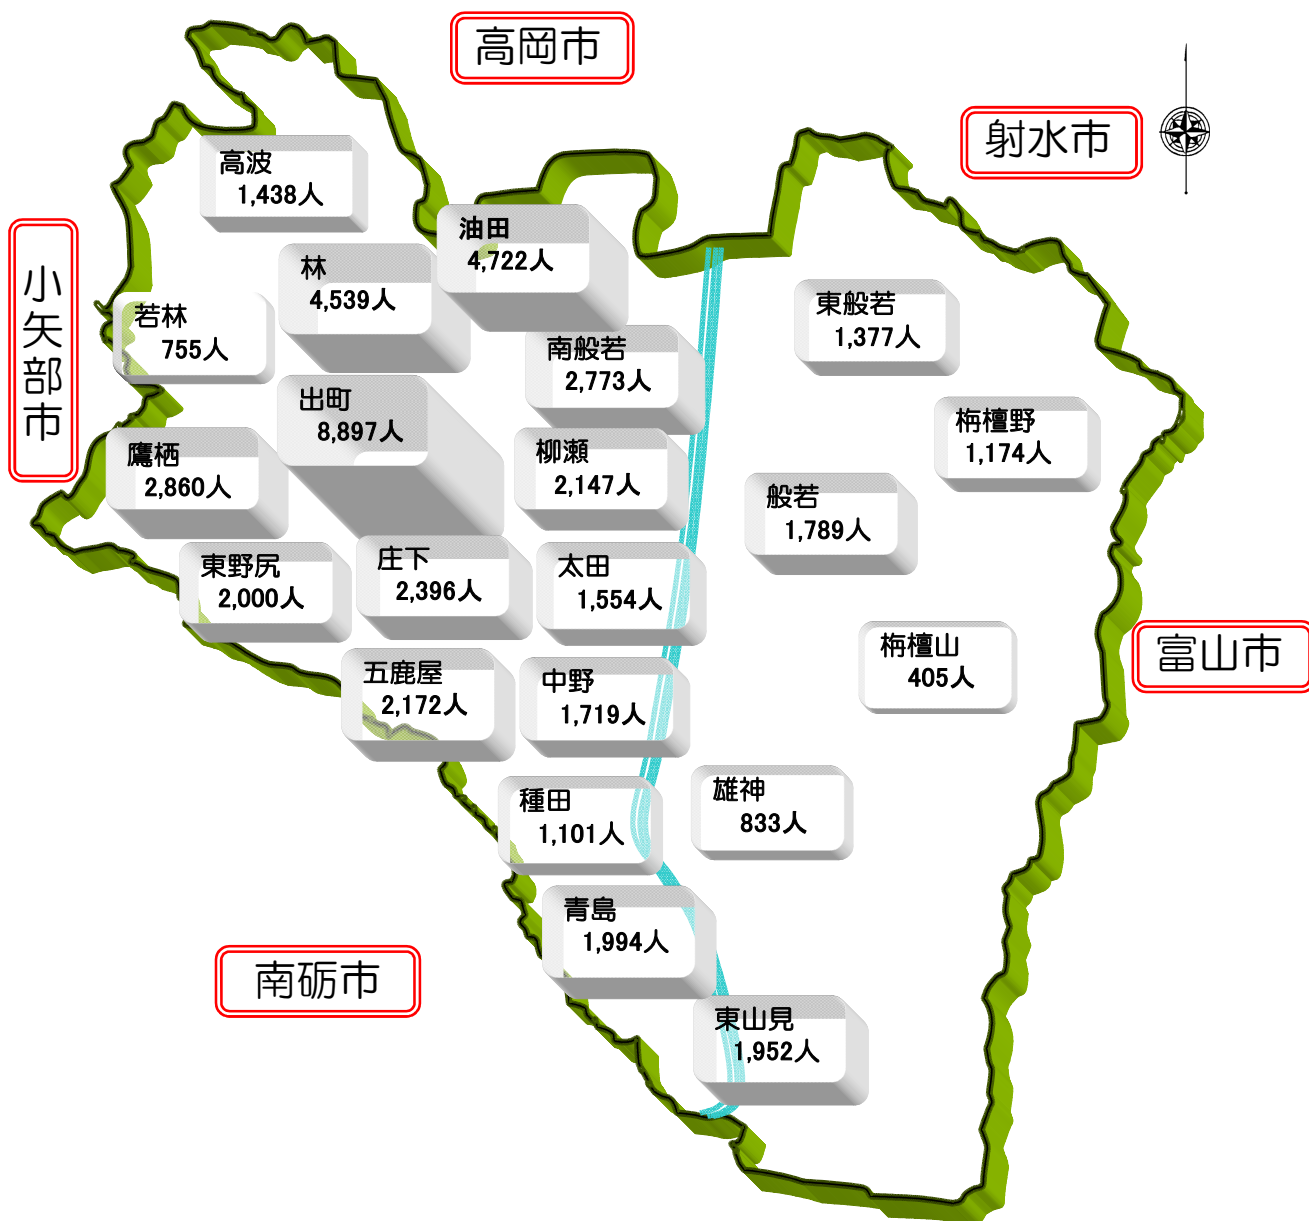 高岡市
射水市
小矢部市
高波
1,438人
油田
4,722人
林
4,539人
若林
755人
東般若
1,377人
南般若
2,773人
出町
8,897人
栴檀野
1,174人
鷹栖
2,860人
柳瀬
2,147人
般若
1,789人
東野尻
2,000人
庄下
2,396人
太田
1,554人
栴檀山
405人
富山市
五鹿屋
2,172人
中野
1,719人
種田
1,101人
雄神
833人
青島
1,994人
南砺市
東山見
1,952人